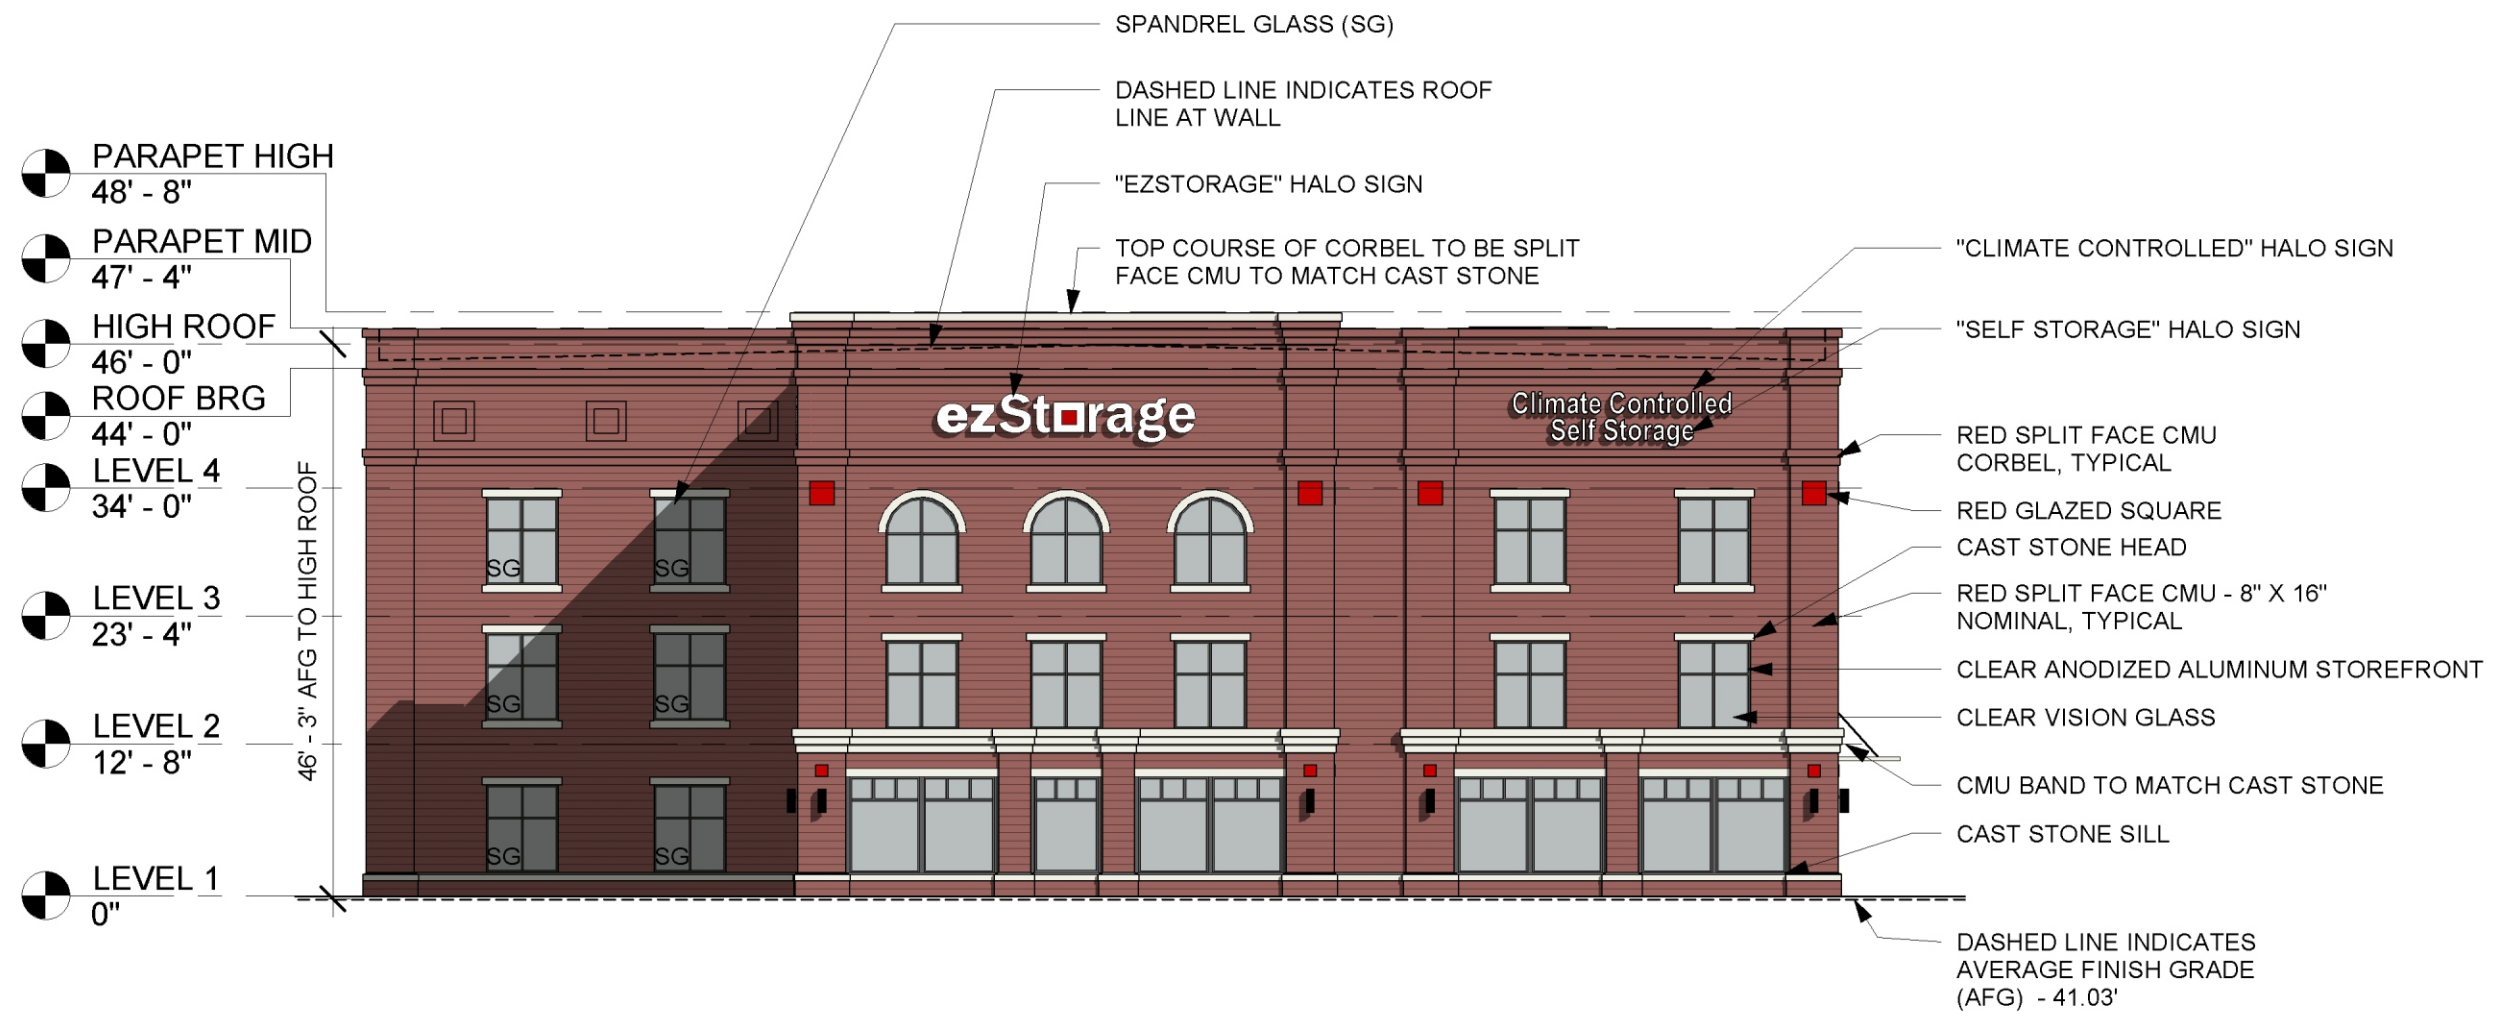 SPANDREL GLASS (SG)
DASHED LINE INDICATES ROOF
LINE AT WALL
"EZSTORAGE" HALO SIGN
TOP COURSE OF CORBEL TO BE SPLIT
FACE CMU TO MATCH CAST STONE
PARAPET HIGH
48' - 8"
PARAPET MID
47' - 4"
HIGH ROOF
46' - 0"
ROOF BRG
44' - 0"
LEVEL 4
34' - 0"
LEVEL 3
23' - 4"
LEVEL 2
12' - 8"
LEVEL 1
0"
46' - 3" AFG TO HIGH ROOF
ezStorage
Climate Controlled
Self Storage
SG
SG
SG
SG
SG
SG
"CLIMATE CONTROLLED" HALO SIGN
"SELF STORAGE" HALO SIGN
RED SPLIT FACE CMU
CORBEL, TYPICAL
RED GLAZED SQUARE
CAST STONE HEAD
RED SPLIT FACE CMU - 8" X 16"
NOMINAL, TYPICAL
CLEAR ANODIZED ALUMINUM STOREFRONT
CLEAR VISION GLASS
CMU BAND TO MATCH CAST STONE
CAST STONE SILL
DASHED LINE INDICATES
AVERAGE FINISH GRADE
(AFG) - 41.03'